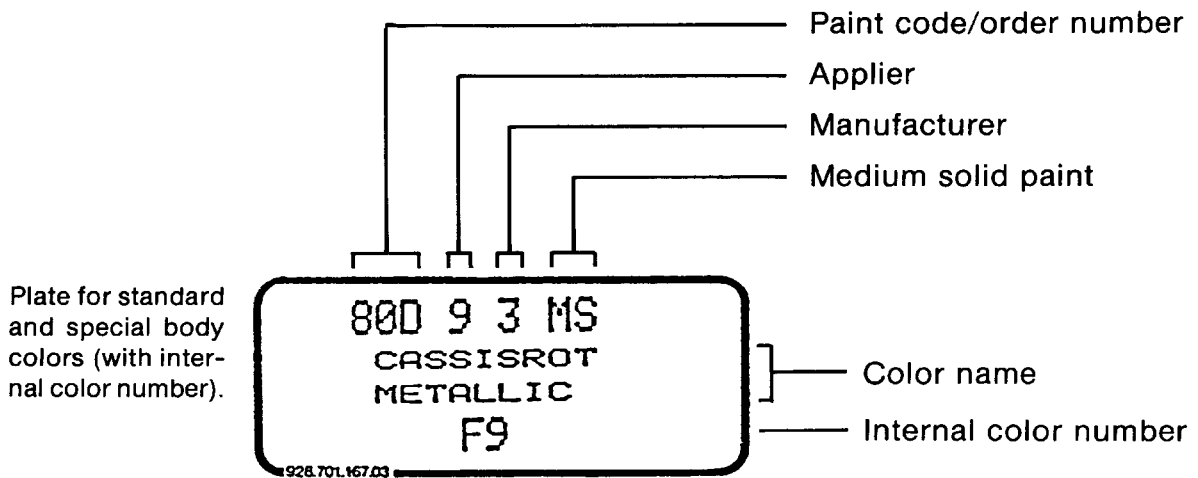 Paint code/order number
Applier
Manufacturer
Medium solid paint
Plate for standard
and special body
colors (with inter-
nal color number).
80D 9 3 MS
CASSISROT
METALLIC
F9
928.701.167.03
Color name
Internal color number